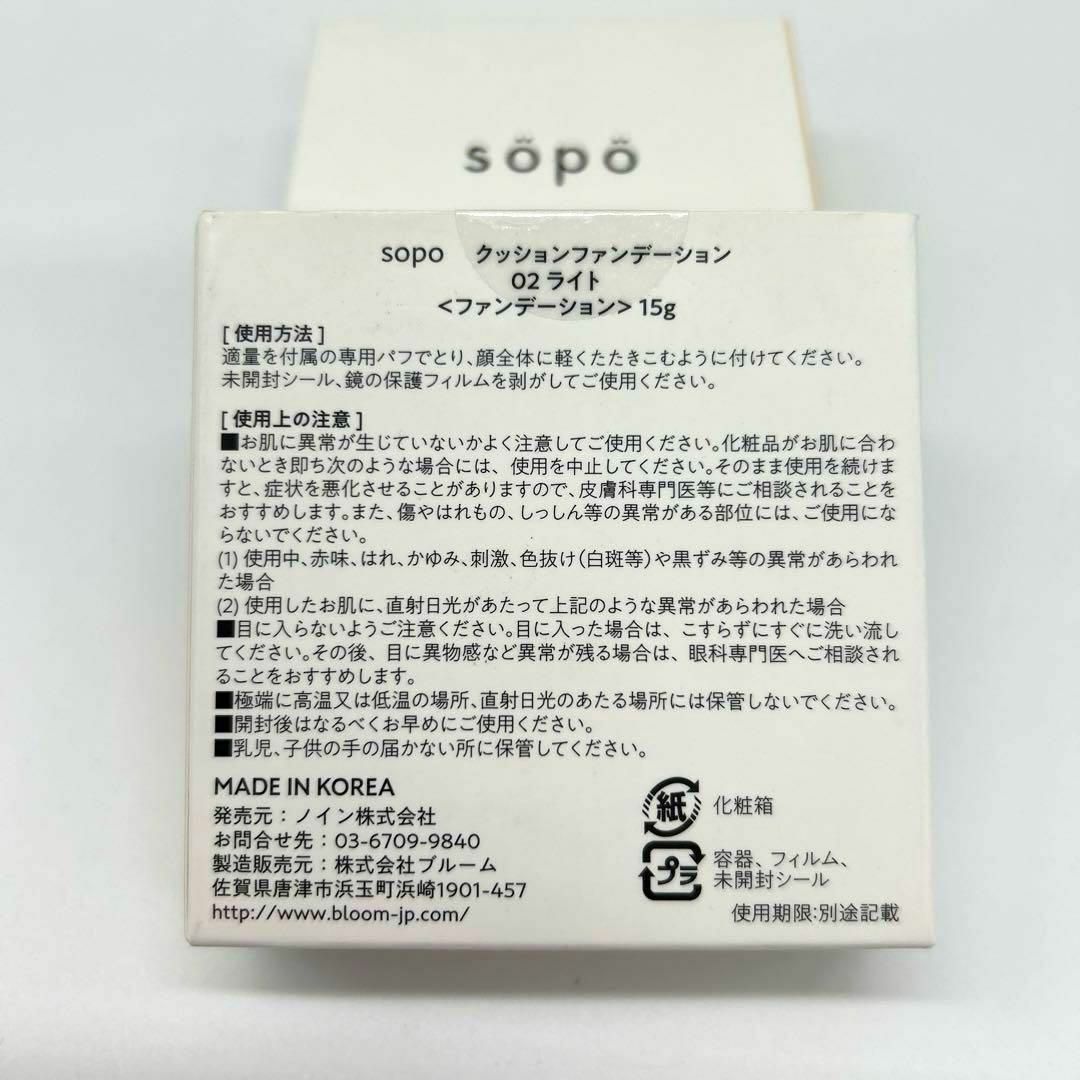 sopo
sopo クッションファンデーション
02 ライト
<ファンデーション> 15g
[ 使用方法 ]
適量を付属の専用パフでとり、顔全体に軽くたたきこむように付けてください。
未開封シール、鏡の保護フィルムを剥がしてご使用ください。
[ 使用上の注意 ]
■お肌に異常が生じていないかよく注意してご使用ください。化粧品がお肌に合わ
ないとき即ち次のような場合には、使用を中止してください。そのまま使用を続けま
すと、症状を悪化させることがありますので、皮膚科専門医等にご相談されることを
おすすめします。また、傷やはれもの、しっしん等の異常がある部位には、ご使用にな
らないでください。
(1) 使用中、赤味、はれ、かゆみ、刺激、色抜け(白斑等)や黒ずみ等の異常があらわれ
た場合
(2) 使用したお肌に、直射日光があたって上記のような異常があらわれた場合
■目に入らないようご注意ください。目に入った場合は、こすらずにすぐに洗い流し
てください。その後、目に異物感など異常が残る場合は、眼科専門医へご相談され
ることをおすすめします。
■極端に高温又は低温の場所、直射日光のあたる場所には保管しないでください。
■開封後はなるべくお早めにご使用ください。
■乳児、子供の手の届かない所に保管してください。
MADE IN KOREA
発売元:ノイン株式会社
お問合せ先:03-6709-9840
製造販売元:株式会社ブルーム
佐賀県唐津市浜玉町浜崎1901-457
http://www.bloom-jp.com/
紙 化粧箱
プラ 容器、フィルム、
未開封シール
使用期限:別途記載